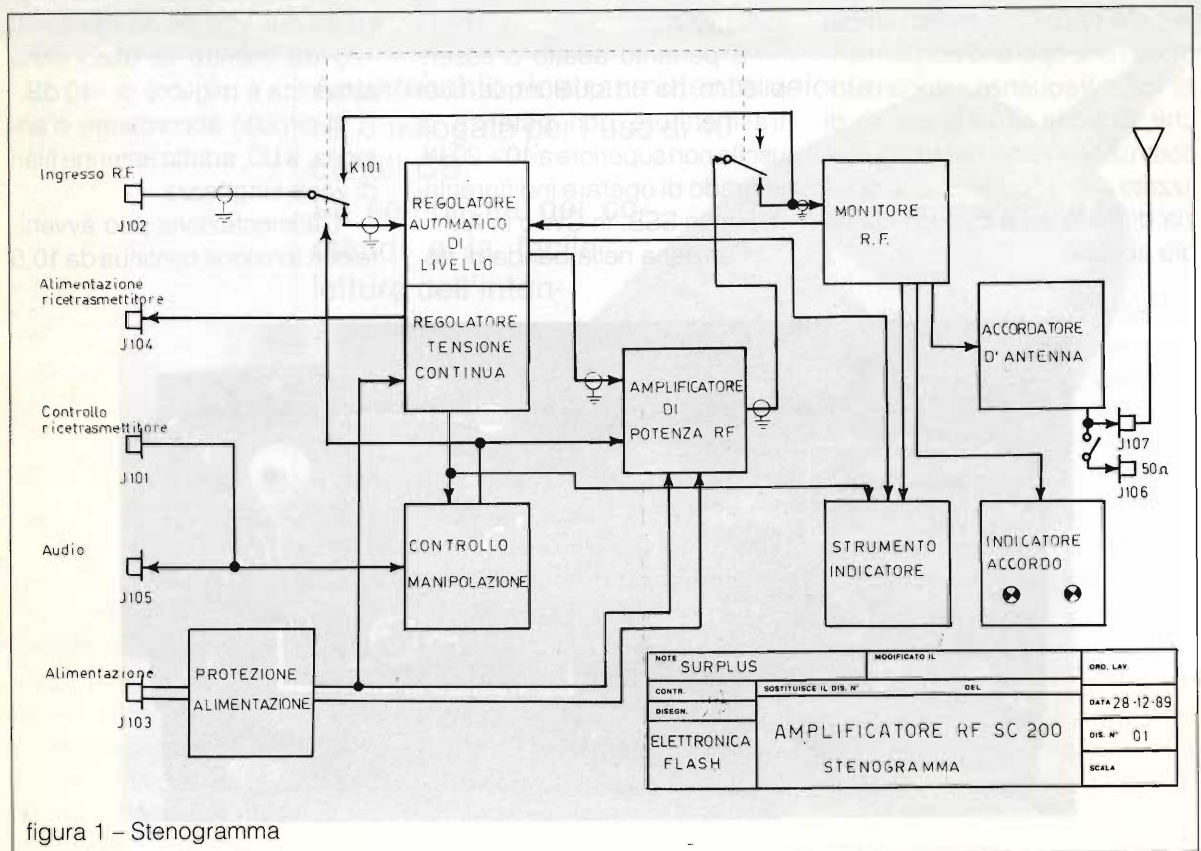 Ingresso R.F.
J102
K101
REGOLATORE
AUTOMATICO
DI
LIVELLO
REGOLATORE
TENSIONE
CONTINUA
MONITORE
R.F.
Alimentazione
ricetrasmettitore
J104
ACCORDATORE
D'ANTENNA
AMPLIFICATORE
DI
POTENZA RF
Controllo
ricetrasmettitore
J101
J107
50Ω
J106
Audio
J105
CONTROLLO
MANIPOLAZIONE
STRUMENTO
INDICATORE
INDICATORE
ACCORDO
Alimentazione
J103
PROTEZIONE
ALIMENTAZIONE
NOTE SURPLUS
MODIFICATO IL
ORD. LAV.
CONTR.
SOSTITUISCE IL DIS. N° DEL
DATA 28-12-89
DISEGN.
ELETTRONICA
FLASH
AMPLIFICATORE RF SC 200
STENOGRAMMA
DIS. N° 01
SCALA
figura 1 – Stenogramma